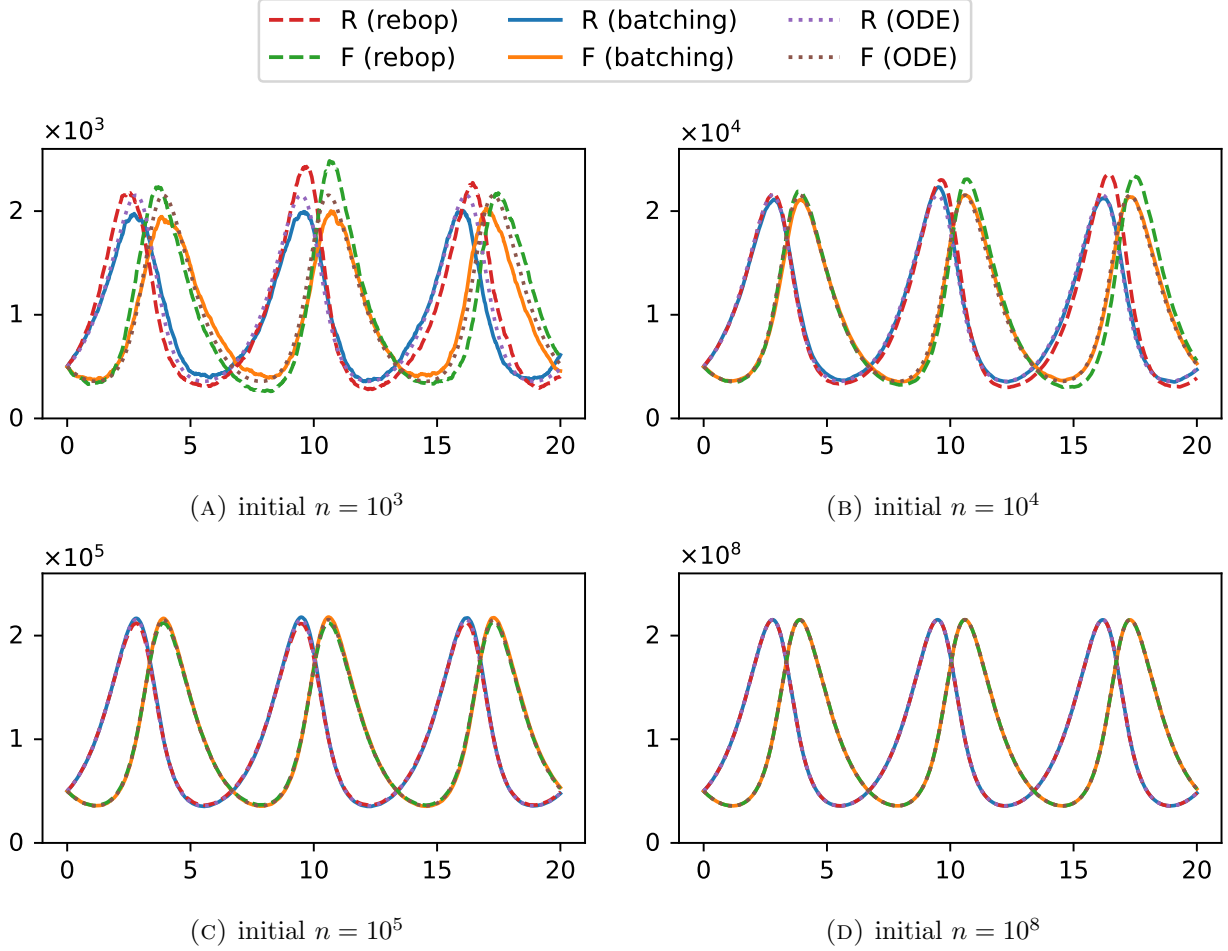 R (rebop) R (batching) R (ODE)
F (rebop) F (batching) F (ODE)
×10³ ×10⁴
2 2
1 1
0 0
0 5 10 15 20 0 5 10 15 20
(A) initial n = 10³ (B) initial n = 10⁴
×10⁵ ×10⁸
2 2
1 1
0 0
0 5 10 15 20 0 5 10 15 20
(C) initial n = 10⁵ (D) initial n = 10⁸